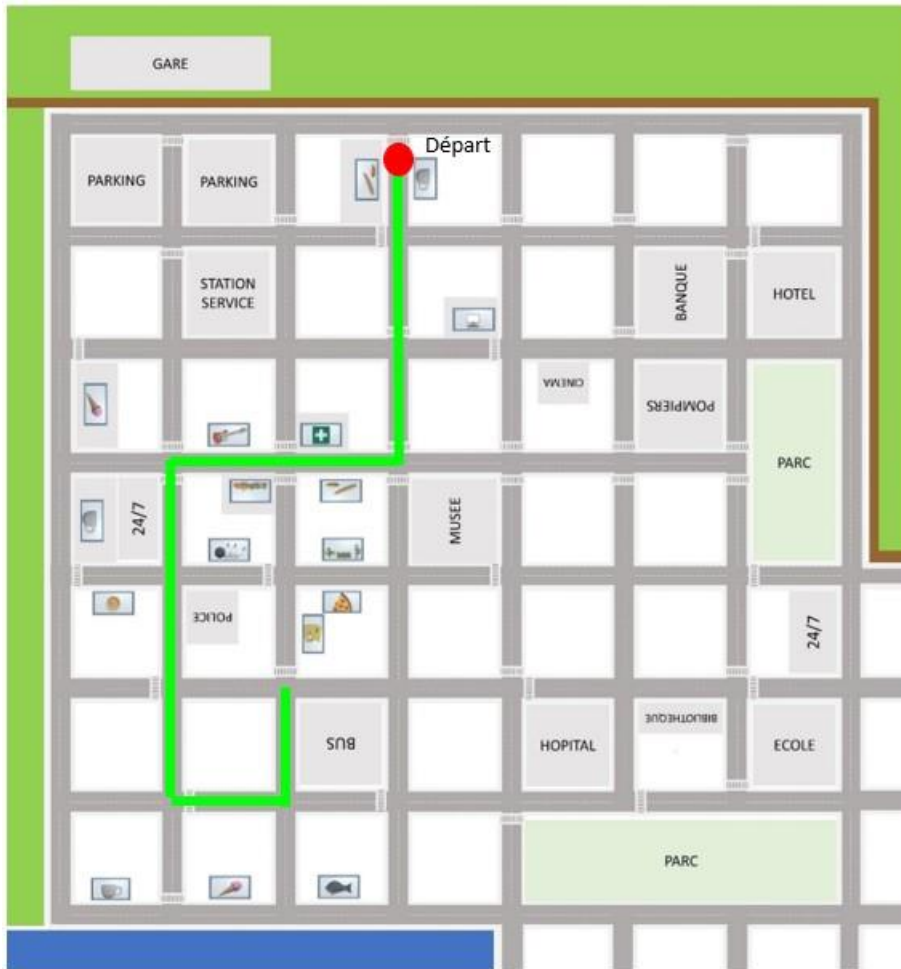 GARE
Départ
PARKING
PARKING
STATION
SERVICE
BANQUE
HOTEL
CINEMA
POMPIERS
PARC
24/7
MUSEE
POLICE
24/7
BUS
HOPITAL
BIBLIOTHEQUE
ECOLE
PARC